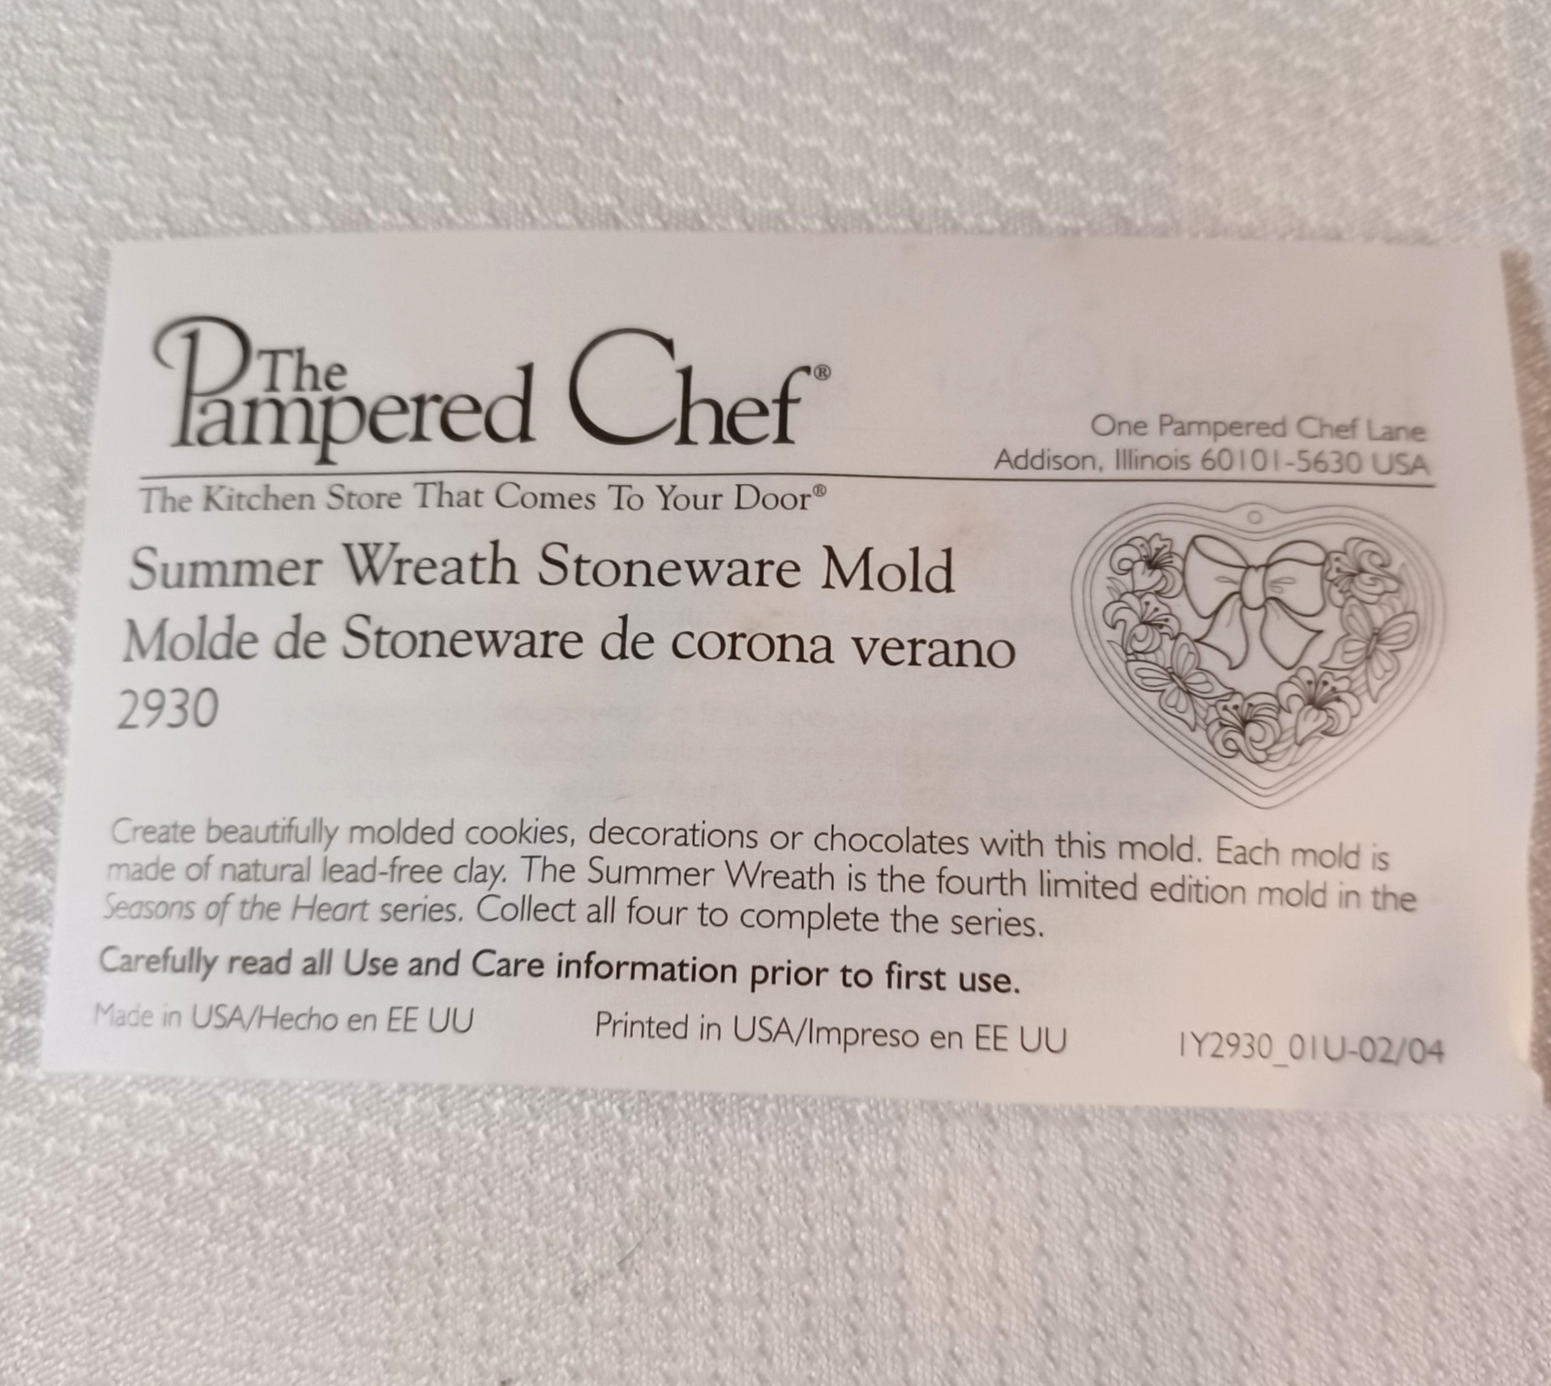 The
Pampered Chef®
One Pampered Chef Lane
Addison, Illinois 60101-5630 USA
The Kitchen Store That Comes To Your Door®
Summer Wreath Stoneware Mold
Molde de Stoneware de corona verano
2930
Create beautifully molded cookies, decorations or chocolates with this mold. Each mold is
made of natural lead-free clay. The Summer Wreath is the fourth limited edition mold in the
Seasons of the Heart series. Collect all four to complete the series.
Carefully read all Use and Care information prior to first use.
Made in USA/Hecho en EE UU
Printed in USA/Impreso en EE UU
IY2930_01U-02/04